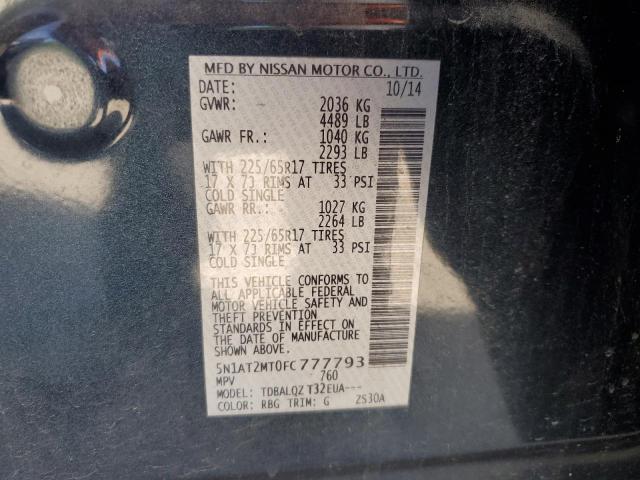 MFD BY NISSAN MOTOR CO., LTD.
DATE: 10/14
GVWR: 2036 KG
4489 LB
GAWR FR.: 1040 KG
2293 LB
WITH 225/65R17 TIRES
17 X 7J RIMS AT 33 PSI
COLD SINGLE
GAWR RR.: 1027 KG
2264 LB
WITH 225/65R17 TIRES
17 X 7J RIMS AT 33 PSI
COLD SINGLE
THIS VEHICLE CONFORMS TO
ALL APPLICABLE FEDERAL
MOTOR VEHICLE SAFETY AND
THEFT PREVENTION
STANDARDS IN EFFECT ON
THE DATE OF MANUFACTURE
SHOWN ABOVE.
5N1AT2MT0FC777793
MPV 760
MODEL: TDBALQZ T32EUA---
COLOR: RBG TRIM: G 2S30A